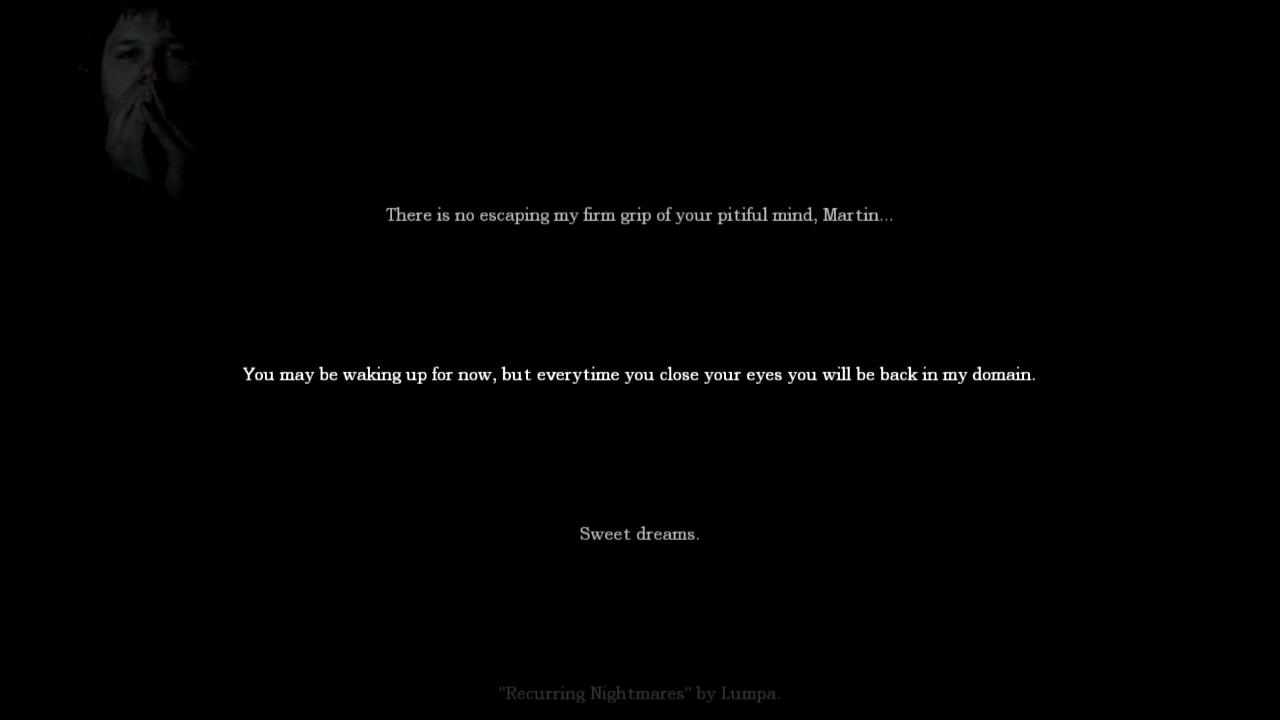 There is no escaping my firm grip of your pitiful mind, Martin...
You may be waking up for now, but everytime you close your eyes you will be back in my domain.
Sweet dreams.
"Recurring Nightmares" by Lumpa.